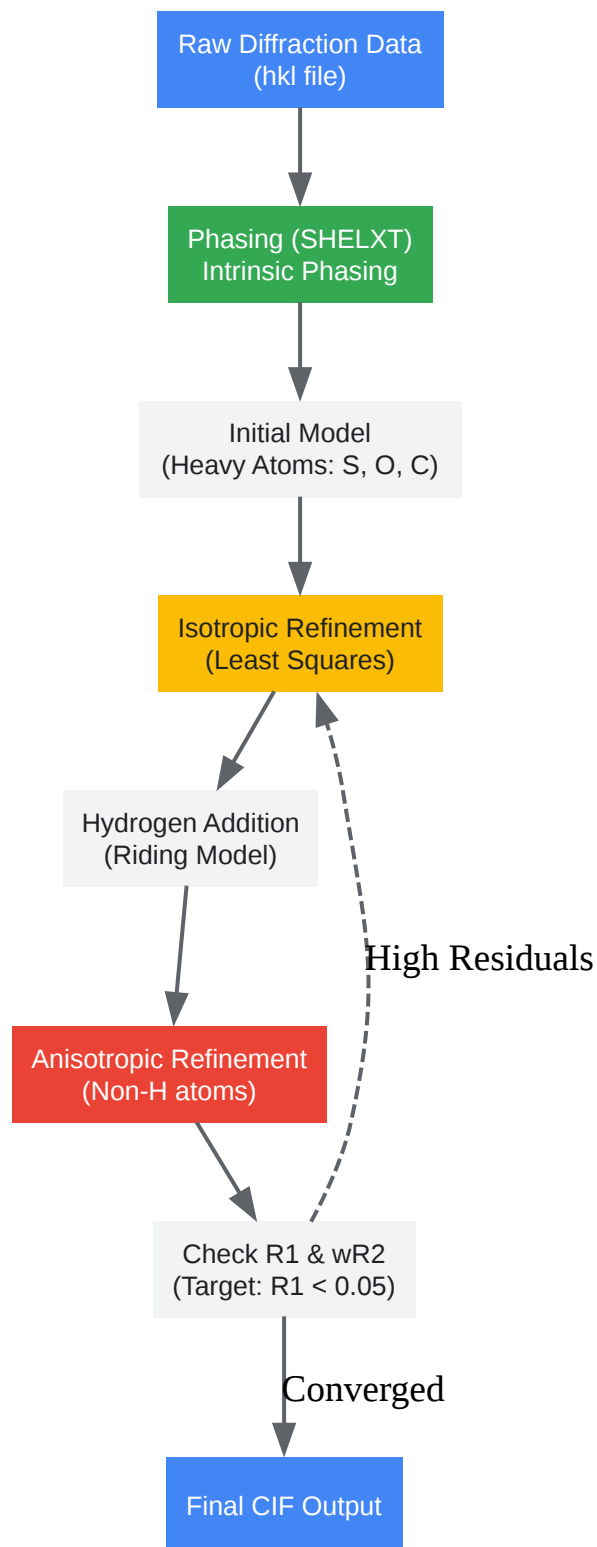 Raw Diffraction Data
(hkl file)
Phasing (SHELXT)
Intrinsic Phasing
Initial Model
(Heavy Atoms: S, O, C)
Isotropic Refinement
(Least Squares)
Hydrogen Addition
(Riding Model)
High Residuals
Anisotropic Refinement
(Non-H atoms)
Check R1 & wR2
(Target: R1 < 0.05)
Converged
Final CIF Output